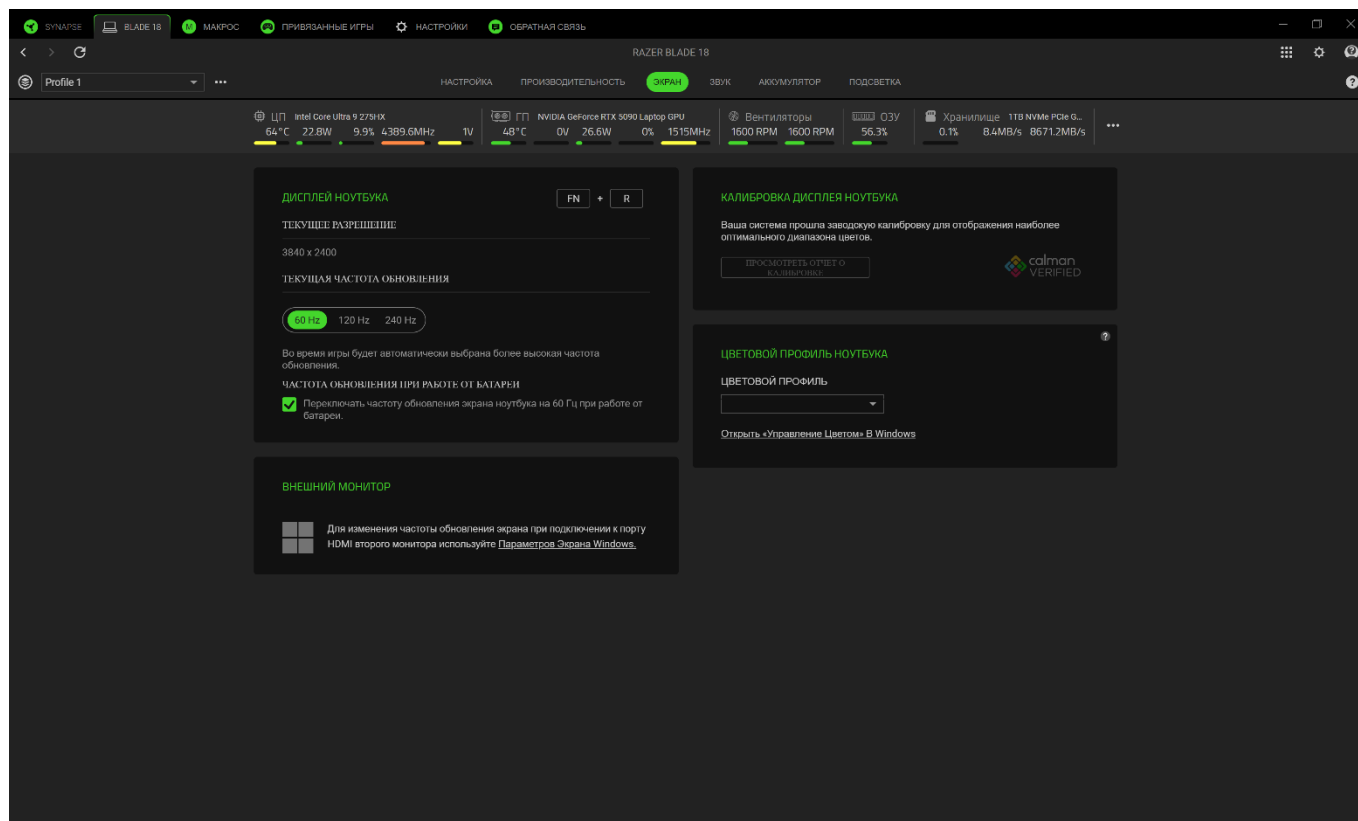 SYNAPSE BLADE 18 M МАКРОС ПРИВЯЗАННЫЕ ИГРЫ НАСТРОЙКИ ОБРАТНАЯ СВЯЗЬ
RAZER BLADE 18
Profile 1 НАСТРОЙКА ПРОИЗВОДИТЕЛЬНОСТЬ ЭКРАН ЗВУК АККУМУЛЯТОР ПОДСВЕТКА
ЦП Intel Core Ultra 9 275HX ГП NVIDIA GeForce RTX 5090 Laptop GPU Вентиляторы ОЗУ Хранилище 1TB NVMe PCIe G...
64°C 22.8W 9.9% 4389.6MHz 1V 48°C 0V 26.6W 0% 1515MHz 1600 RPM 1600 RPM 56.3% 0.1% 8.4MB/s 8671.2MB/s
ДИСПЛЕЙ НОУТБУКА FN + R
ТЕКУЩЕЕ РАЗРЕШЕНИЕ
3840 x 2400
ТЕКУЩАЯ ЧАСТОТА ОБНОВЛЕНИЯ
60 Hz 120 Hz 240 Hz
Во время игры будет автоматически выбрана более высокая частота
обновления.
ЧАСТОТА ОБНОВЛЕНИЯ ПРИ РАБОТЕ ОТ БАТАРЕИ
Переключать частоту обновления экрана ноутбука на 60 Гц при работе от
батареи.
ВНЕШНИЙ МОНИТОР
Для изменения частоты обновления экрана при подключении к порту
HDMI второго монитора используйте Параметров Экрана Windows.
КАЛИБРОВКА ДИСПЛЕЯ НОУТБУКА
Ваша система прошла заводскую калибровку для отображения наиболее
оптимального диапазона цветов.
ПРОСМОТРЕТЬ ОТЧЕТ О
КАЛИБРОВКЕ
calman
VERIFIED
ЦВЕТОВОЙ ПРОФИЛЬ НОУТБУКА
ЦВЕТОВОЙ ПРОФИЛЬ
Открыть «Управление Цветом» В Windows